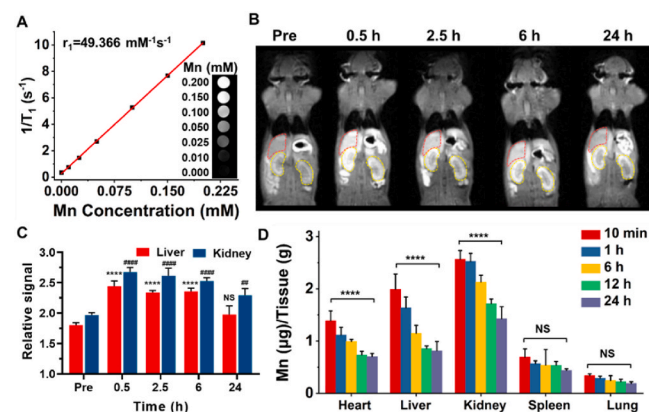 A
r₁=49.366 mM⁻¹s⁻¹
1/T₁ (s⁻¹)
10
8
6
4
2
0
Mn (mM)
0.200
0.150
0.100
0.050
0.025
0.010
0.000
0.000 0.075 0.150 0.225
Mn Concentration (mM)
B
Pre 0.5 h 2.5 h 6 h 24 h
C
Liver Kidney
Relative signal
3.0
2.5
2.0
1.5
1.0
**** #### **** #### **** #### NS ##
Pre 0.5 2.5 6 24
Time (h)
D
Mn (μg)/Tissue (g)
3
2
1
0
**** **** **** NS NS
10 min
1 h
6 h
12 h
24 h
Heart Liver Kidney Spleen Lung